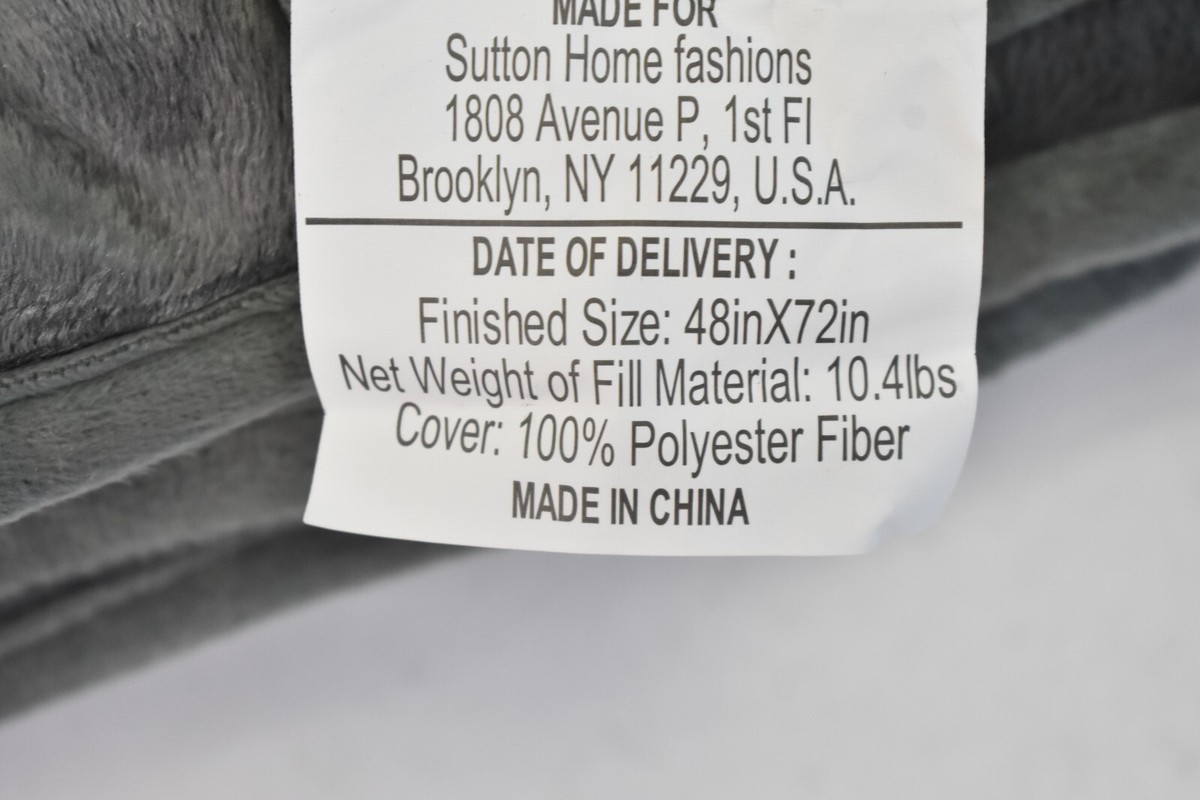 MADE FOR
Sutton Home fashions
1808 Avenue P, 1st Fl
Brooklyn, NY 11229, U.S.A.
DATE OF DELIVERY :
Finished Size: 48inX72in
Net Weight of Fill Material: 10.4lbs
Cover: 100% Polyester Fiber
MADE IN CHINA